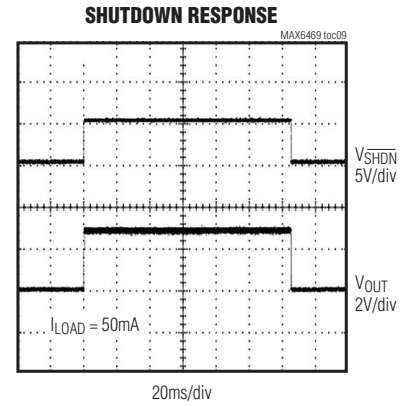 SHUTDOWN RESPONSE
MAX6469 toc09
VSHDN
5V/div
VOUT
2V/div
ILOAD = 50mA
20ms/div